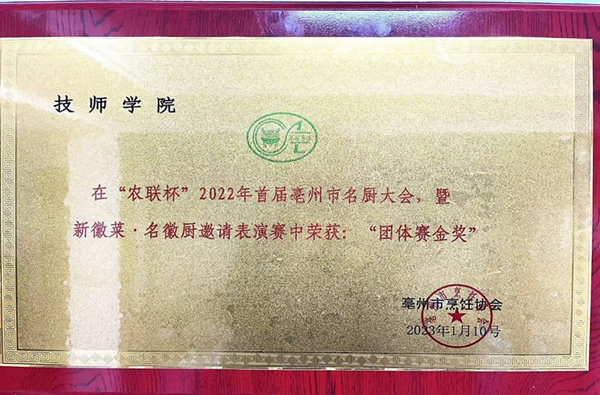 技师学院
在“农联杯”2022年首届亳州市名厨大会，暨
新徽菜·名徽厨邀请表演赛中荣获：“团体赛金奖”
亳州市烹饪协会
2023年1月10号